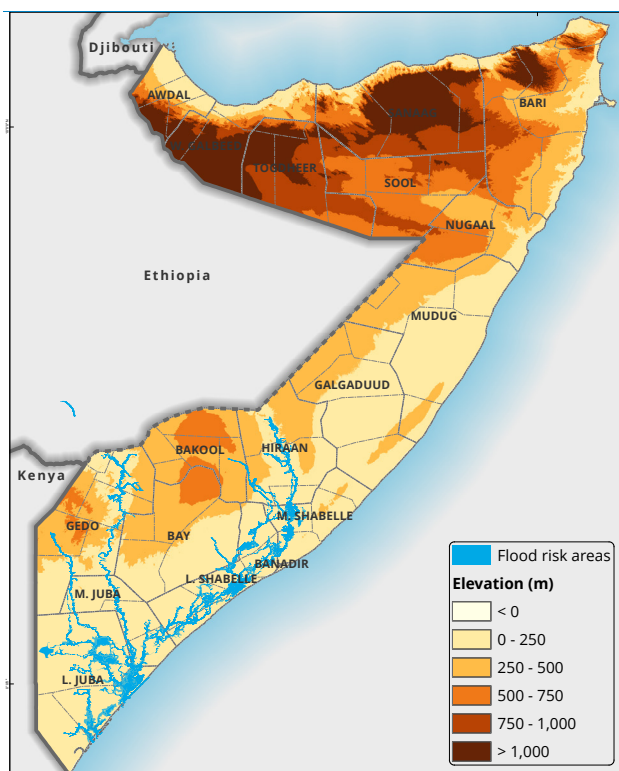 Djibouti
AWDAL
BARI
TOGDHEER
SOOL
NUGAAL
Ethiopia
MUDUG
GALGADUUD
BAKOOL
HIRAAN
Kenya
GEDO
BAY
M. SHABELLE
BANADIR
L. SHABELLE
M. JUBA
L. JUBA
Flood risk areas
Elevation (m)
< 0
0 - 250
250 - 500
500 - 750
750 - 1,000
> 1,000